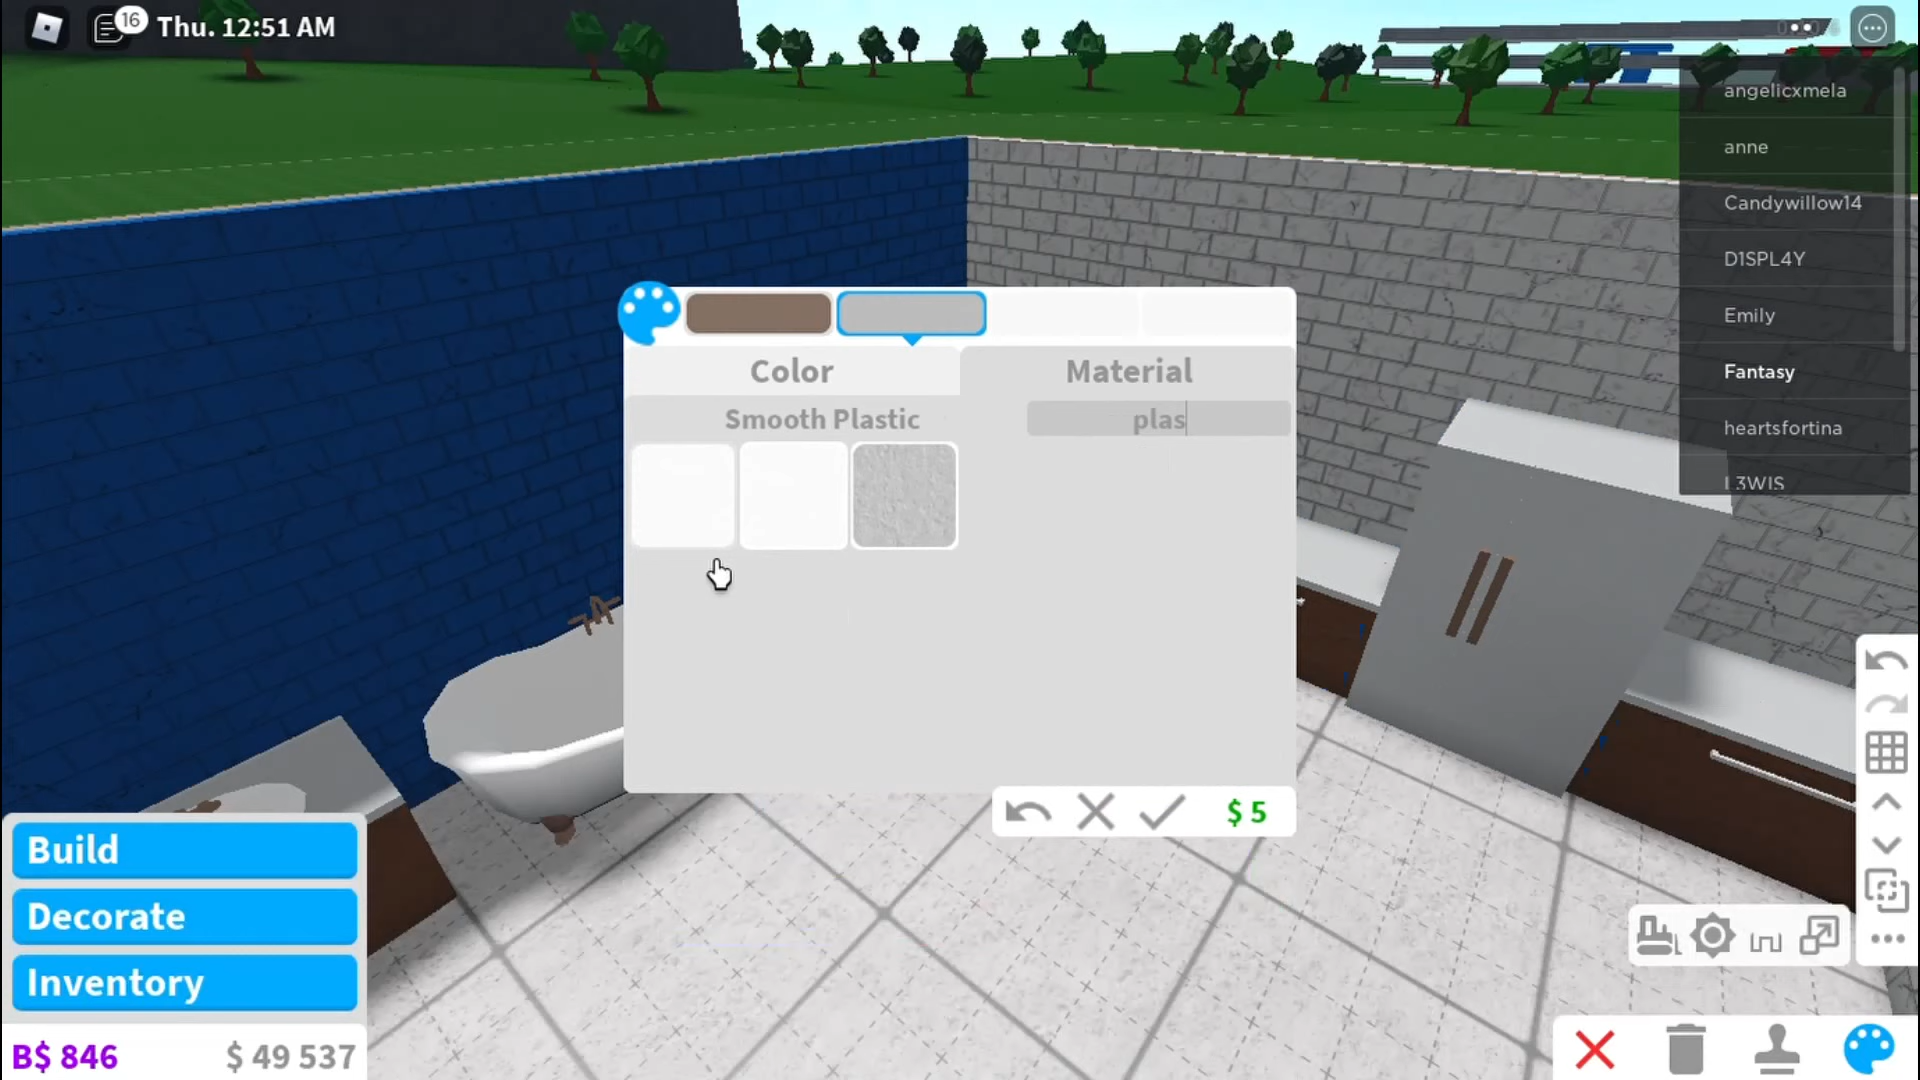 16
Thu. 12:51 AM
angelicxmela
anne
Candywillow14
D1SPL4Y
Emily
Fantasy
heartsfortina
L3WIS
Color
Material
Smooth Plastic
plas
$ 5
Build
Decorate
Inventory
B$ 846
$ 49 537